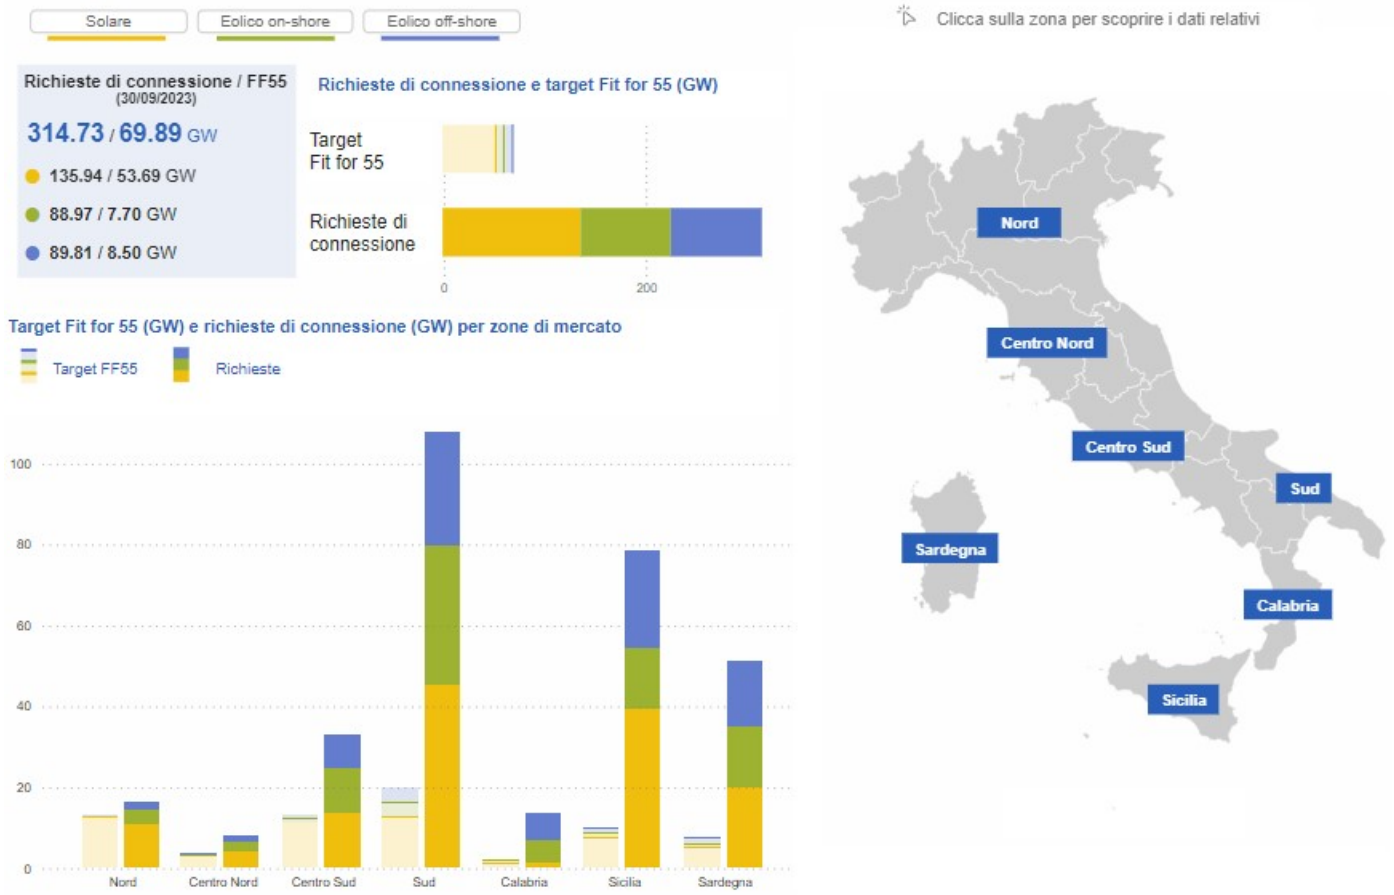 Solare
Eolico on-shore
Eolico off-shore
Clicca sulla zona per scoprire i dati relativi
Richieste di connessione / FF55
(30/09/2023)
314.73 / 69.89 GW
135.94 / 53.69 GW
88.97 / 7.70 GW
89.81 / 8.50 GW
Richieste di connessione e target Fit for 55 (GW)
Target
Fit for 55
Richieste di
connessione
0
200
Target Fit for 55 (GW) e richieste di connessione (GW) per zone di mercato
Target FF55
Richieste
100
80
60
40
20
0
Nord
Centro Nord
Centro Sud
Sud
Calabria
Sicilia
Sardegna
Nord
Centro Nord
Centro Sud
Sud
Sardegna
Calabria
Sicilia